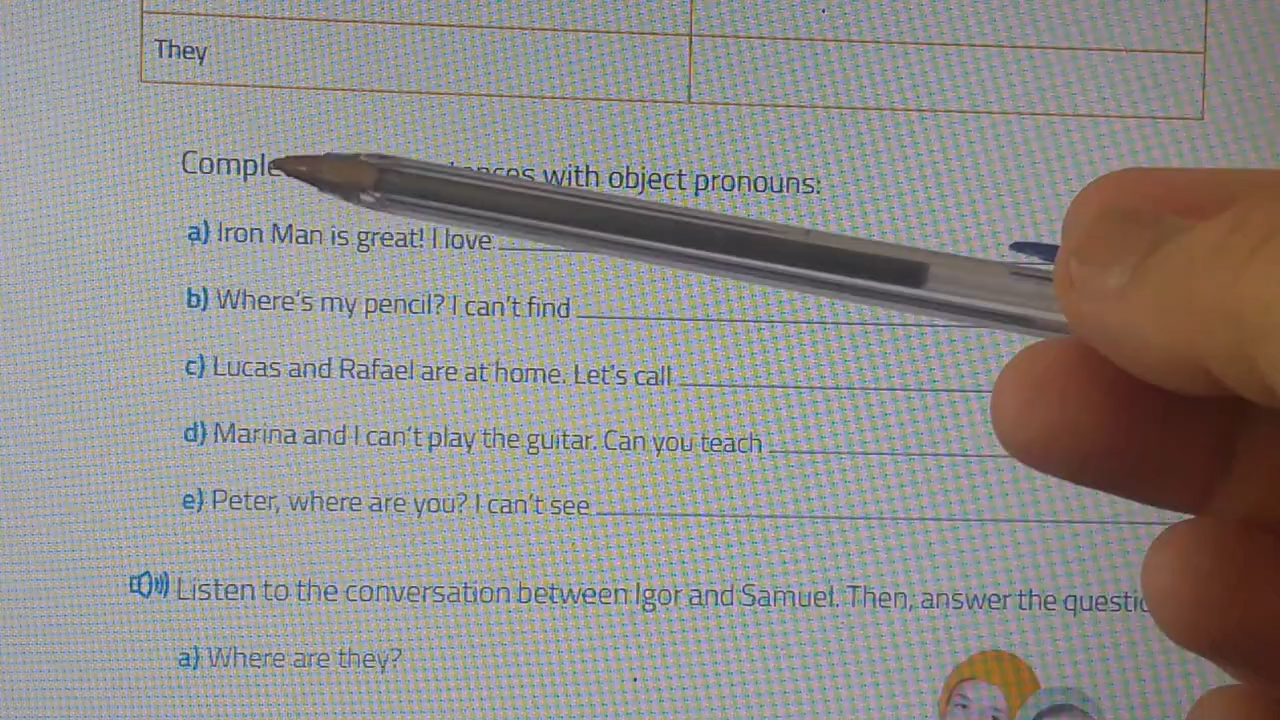 They
Comple with object pronouns:
a) Iron Man is great! I love
b) Where's my pencil? I can't find
c) Lucas and Rafael are at home. Let's call
d) Marina and I can't play the guitar. Can you teach
e) Peter, where are you? I can't see
Listen to the conversation between Igor and Samuel. Then, answer the questio
a) Where are they?